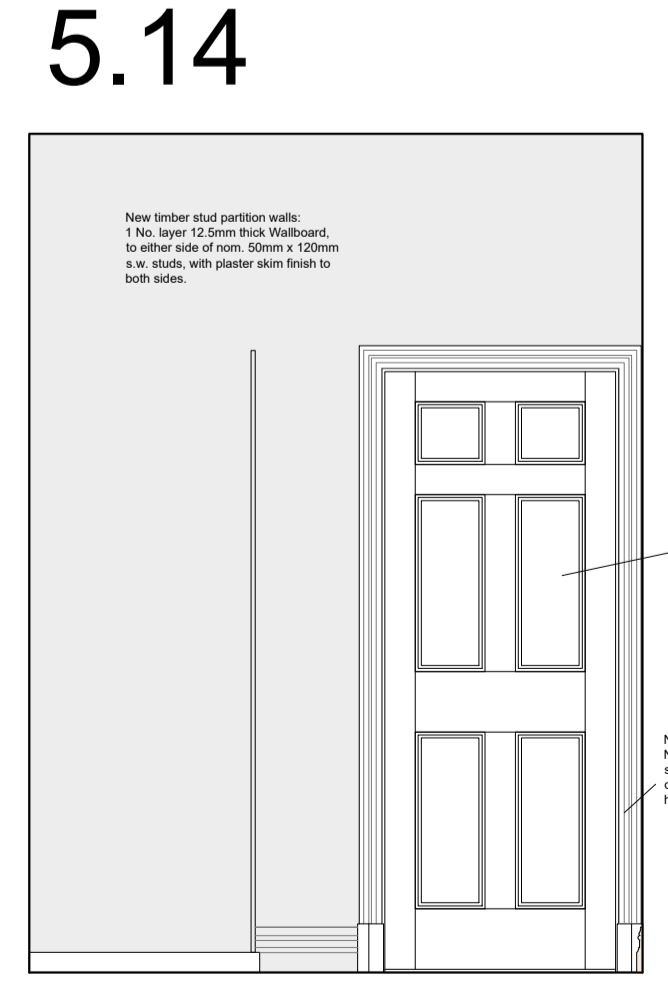 5.14
New timber stud partition walls:
1 No. layer 12.5mm thick Wallboard,
to either side of nom. 50mm x 120mm
s.w. studs, with plaster skim finish to
both sides.